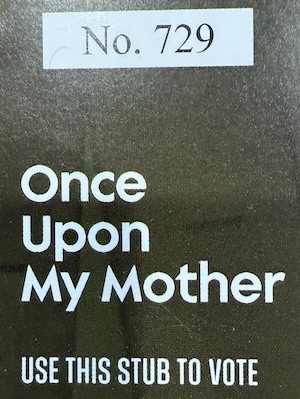 No. 729
Once
Upon
My Mother
USE THIS STUB TO VOTE